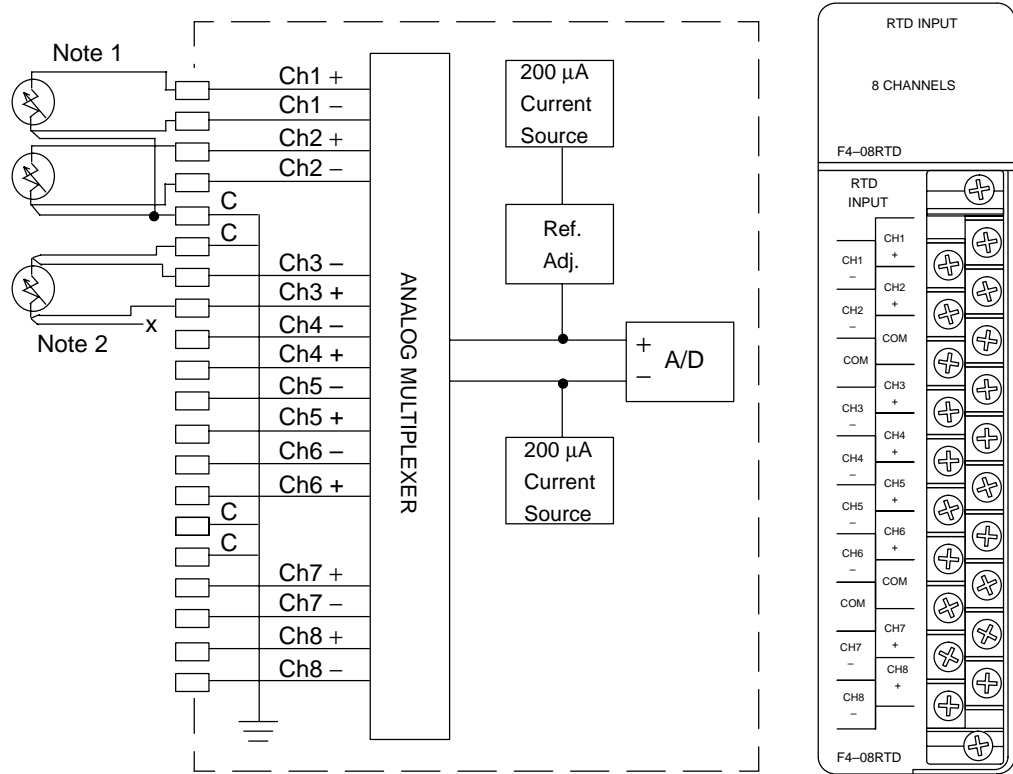 Note 1
Note 2
Ch1 +
Ch1 −
Ch2 +
Ch2 −
C
C
Ch3 −
Ch3 +
Ch4 −
Ch4 +
Ch5 −
Ch5 +
Ch6 −
Ch6 +
C
C
Ch7 +
Ch7 −
Ch8 +
Ch8 −
x
ANALOG MULTIPLEXER
200 µA
Current
Source
Ref.
Adj.
+
−
A/D
200 µA
Current
Source
RTD INPUT
8 CHANNELS
F4–08RTD
RTD
INPUT
CH1
+
CH1
–
CH2
+
CH2
–
COM
COM
CH3
+
CH3
–
CH4
+
CH4
–
CH5
+
CH5
–
CH6
+
CH6
–
COM
COM
CH7
+
CH7
–
CH8
+
CH8
–
F4–08RTD